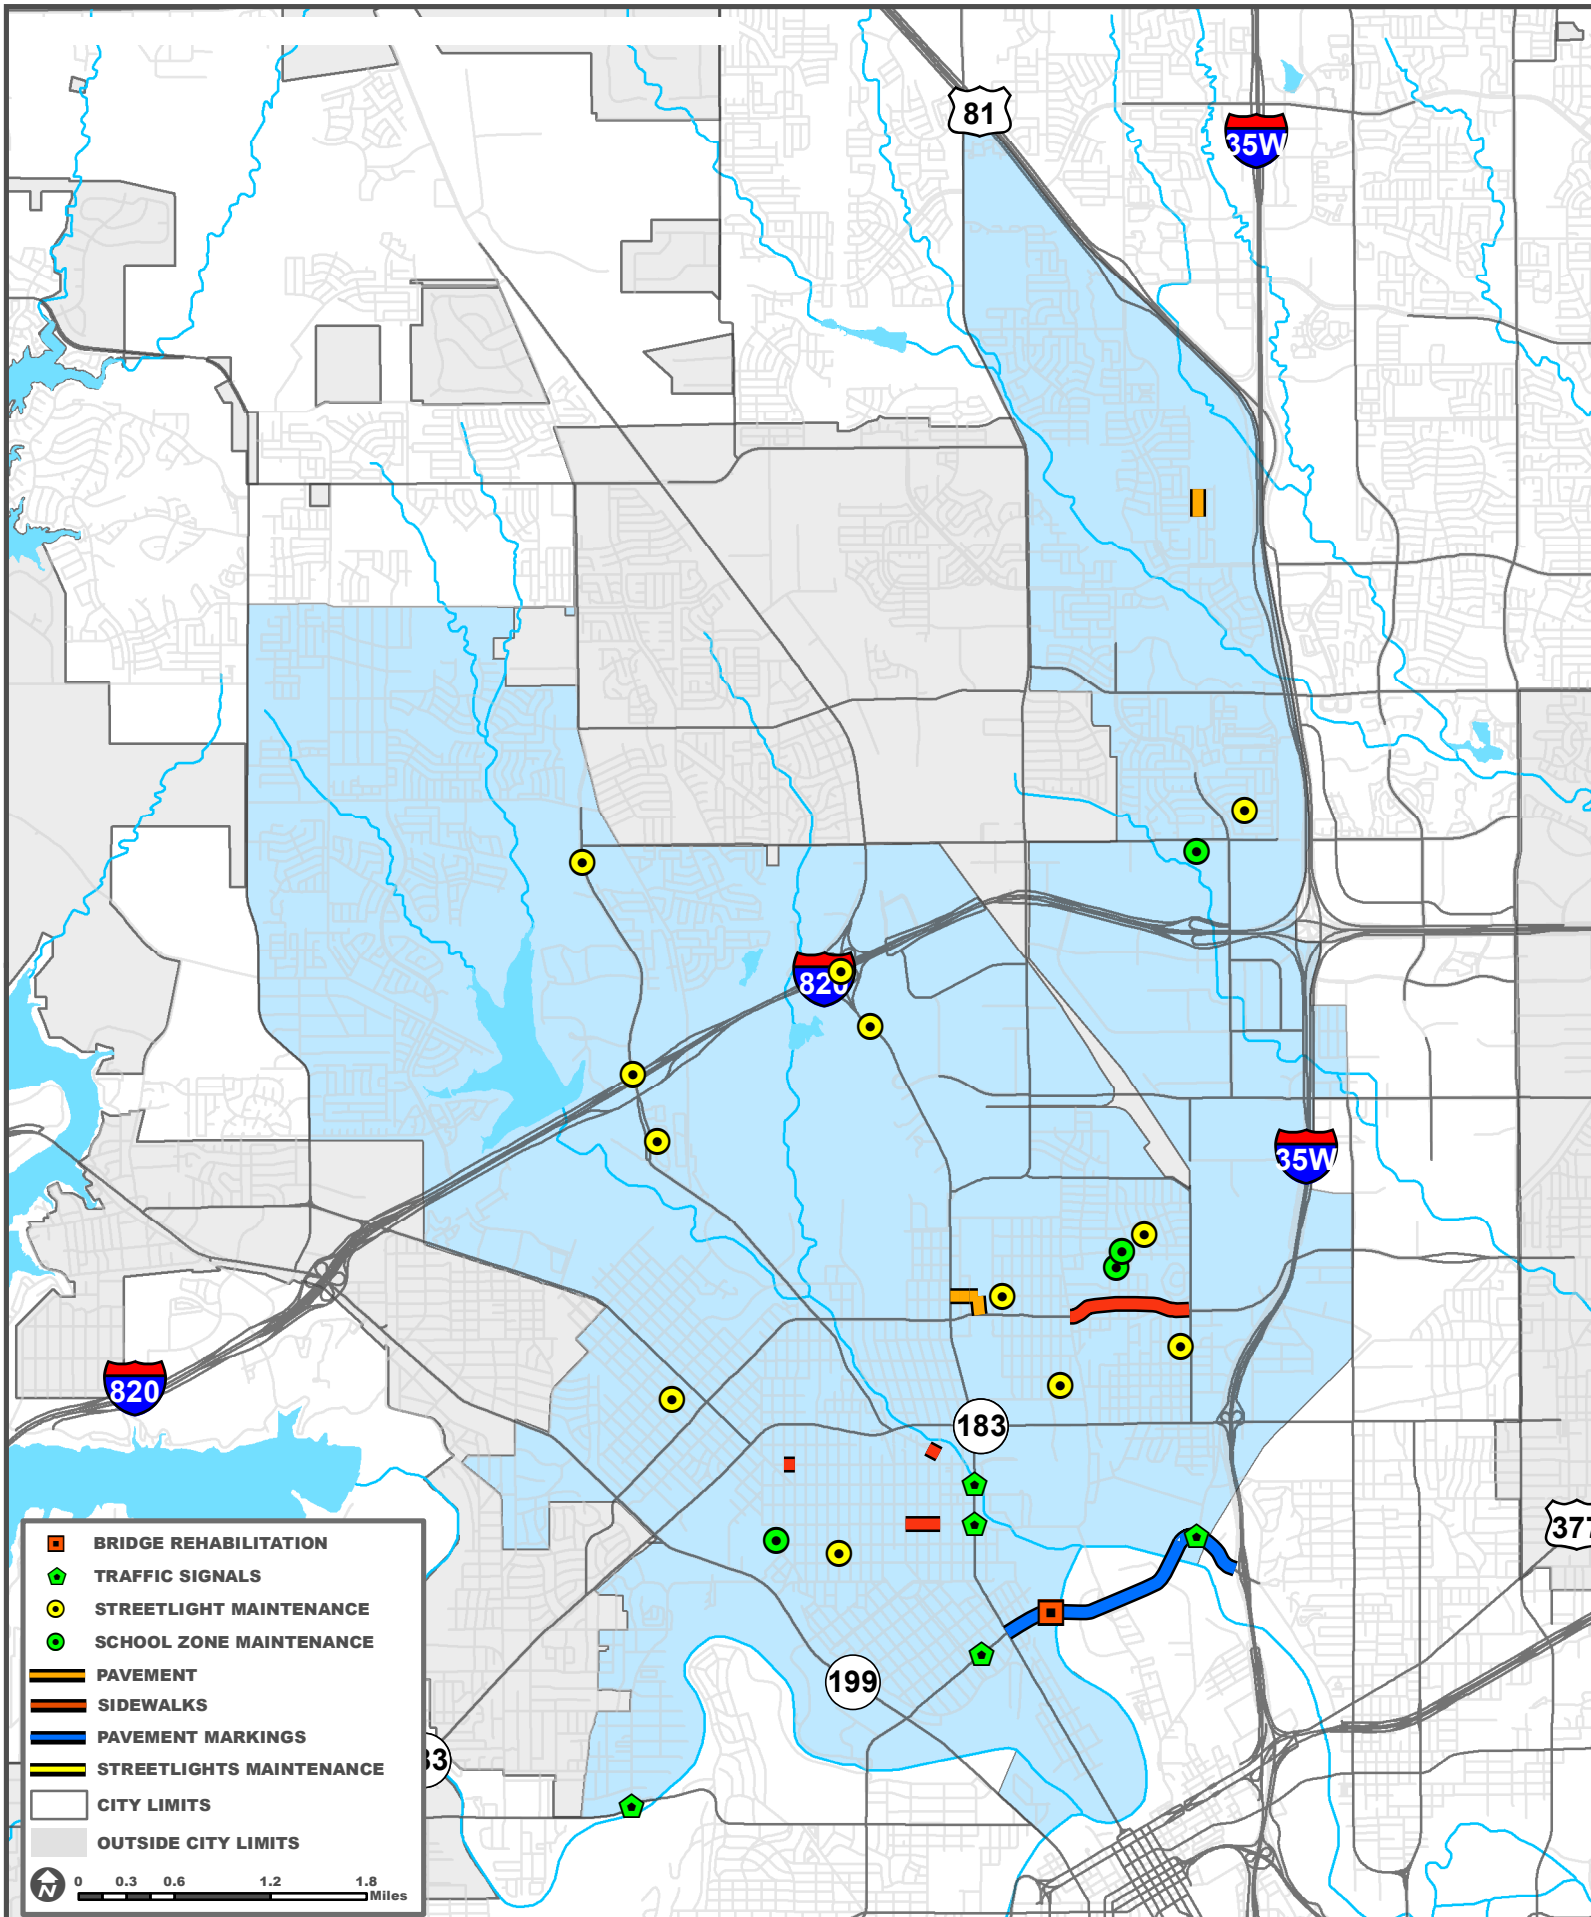 81
35W
820
35W
820
183
377
199
BRIDGE REHABILITATION
TRAFFIC SIGNALS
STREETLIGHT MAINTENANCE
SCHOOL ZONE MAINTENANCE
PAVEMENT
SIDEWALKS
PAVEMENT MARKINGS
STREETLIGHTS MAINTENANCE
33
CITY LIMITS
OUTSIDE CITY LIMITS
N
0 0.3 0.6 1.2 1.8
Miles